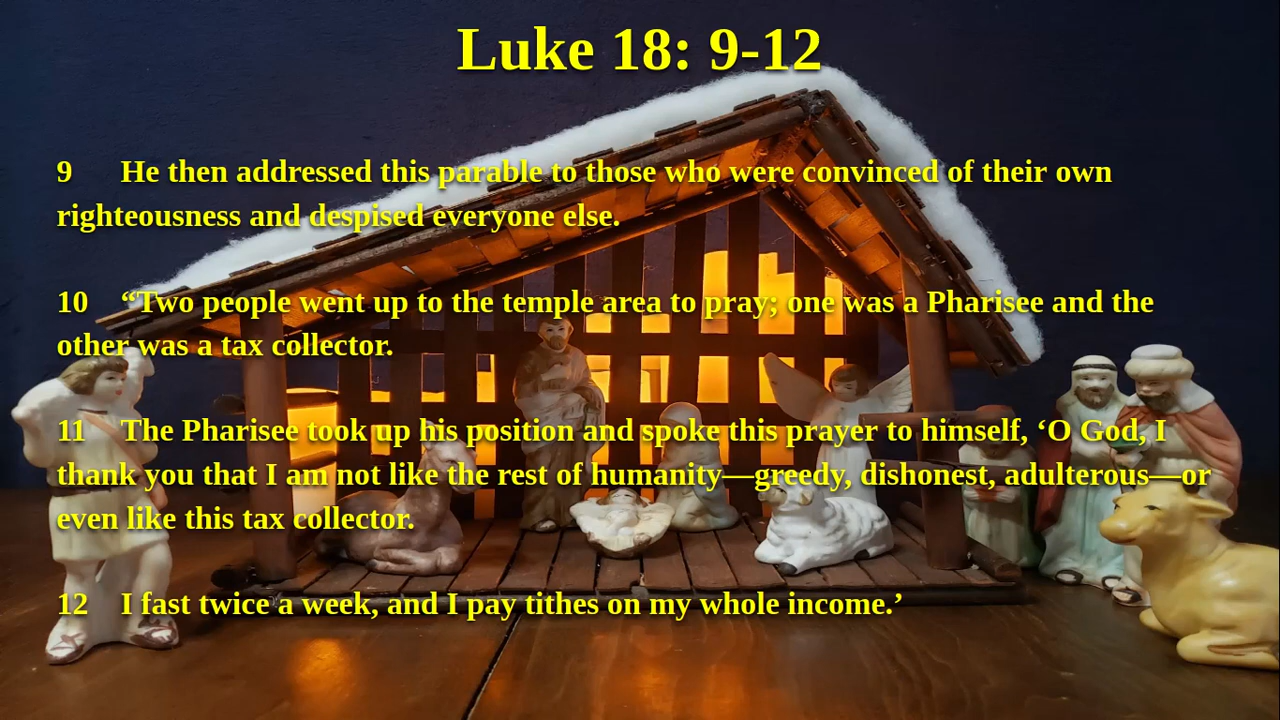 Luke 18: 9-12
9 He then addressed this parable to those who were convinced of their own
righteousness and despised everyone else.
10 “Two people went up to the temple area to pray; one was a Pharisee and the
other was a tax collector.
11 The Pharisee took up his position and spoke this prayer to himself, ‘O God, I
thank you that I am not like the rest of humanity—greedy, dishonest, adulterous—or
even like this tax collector.
12 I fast twice a week, and I pay tithes on my whole income.’